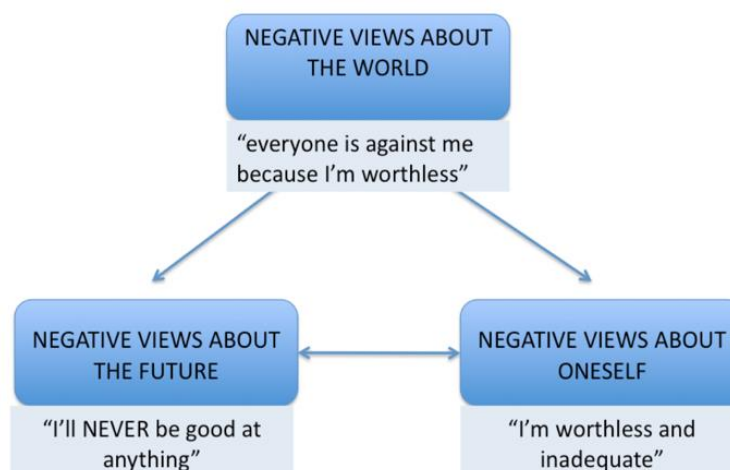 NEGATIVE VIEWS ABOUT
THE WORLD
“everyone is against me
because I’m worthless”
NEGATIVE VIEWS ABOUT
THE FUTURE
“I’ll NEVER be good at
anything”
NEGATIVE VIEWS ABOUT
ONESELF
“I’m worthless and
inadequate”